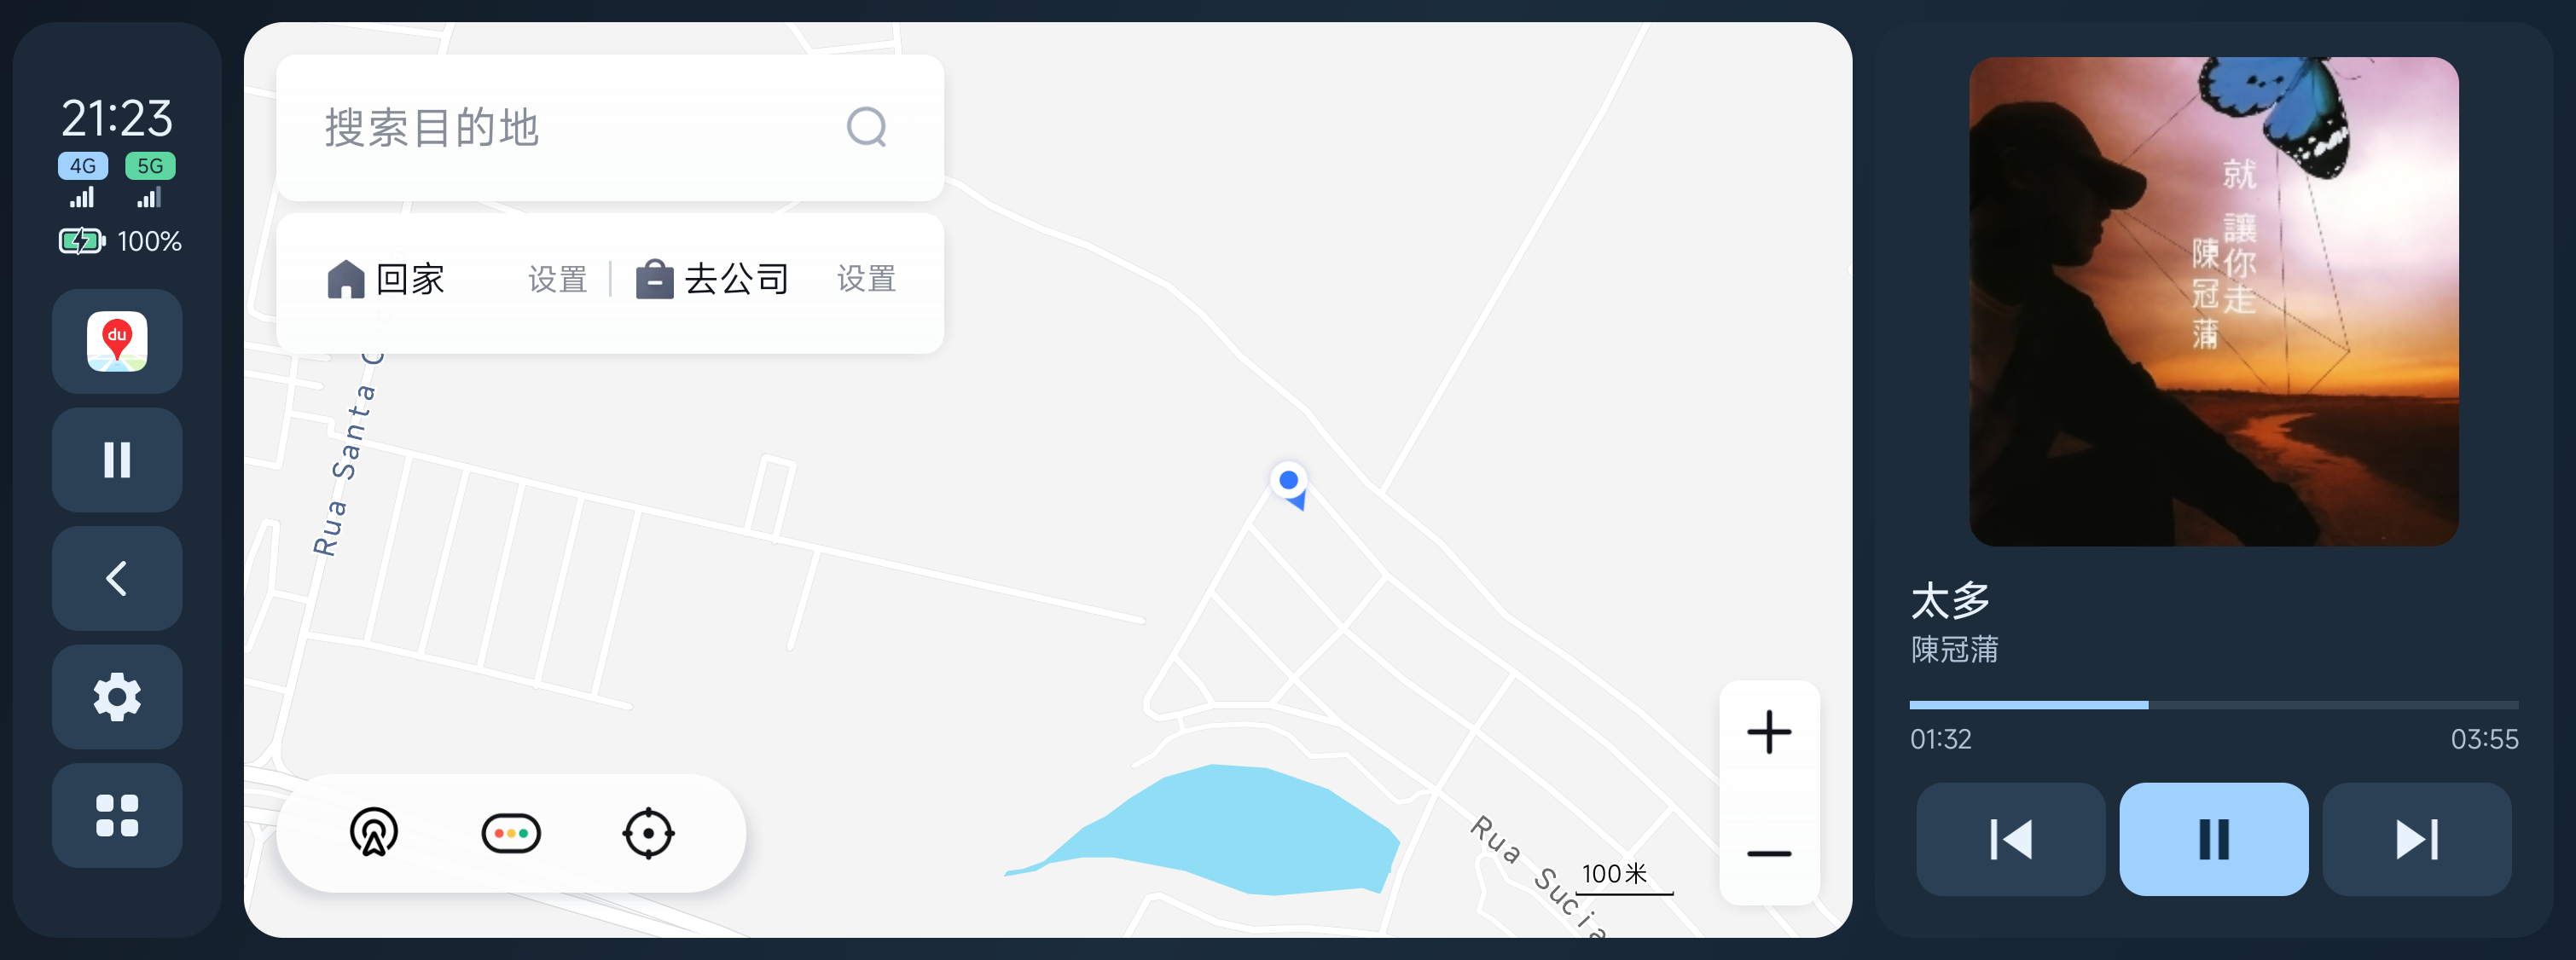 21:23
4G 5G
100%
du
搜索目的地
回家 设置 去公司 设置
Rua Santa C
Rua Sucia
100米
就讓你走
陳冠蒲
太多
陳冠蒲
01:32 03:55